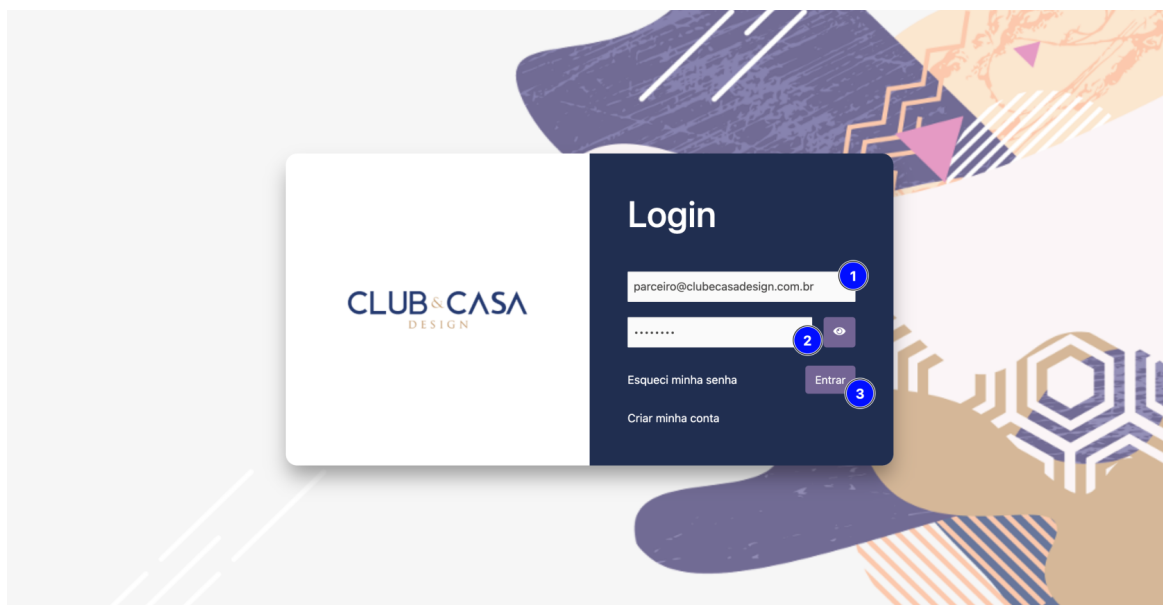 CLUB&CASA
DESIGN
Login
parceiro@clubecasadesign.com.br
1
••••••••
2
Esqueci minha senha
Entrar
3
Criar minha conta